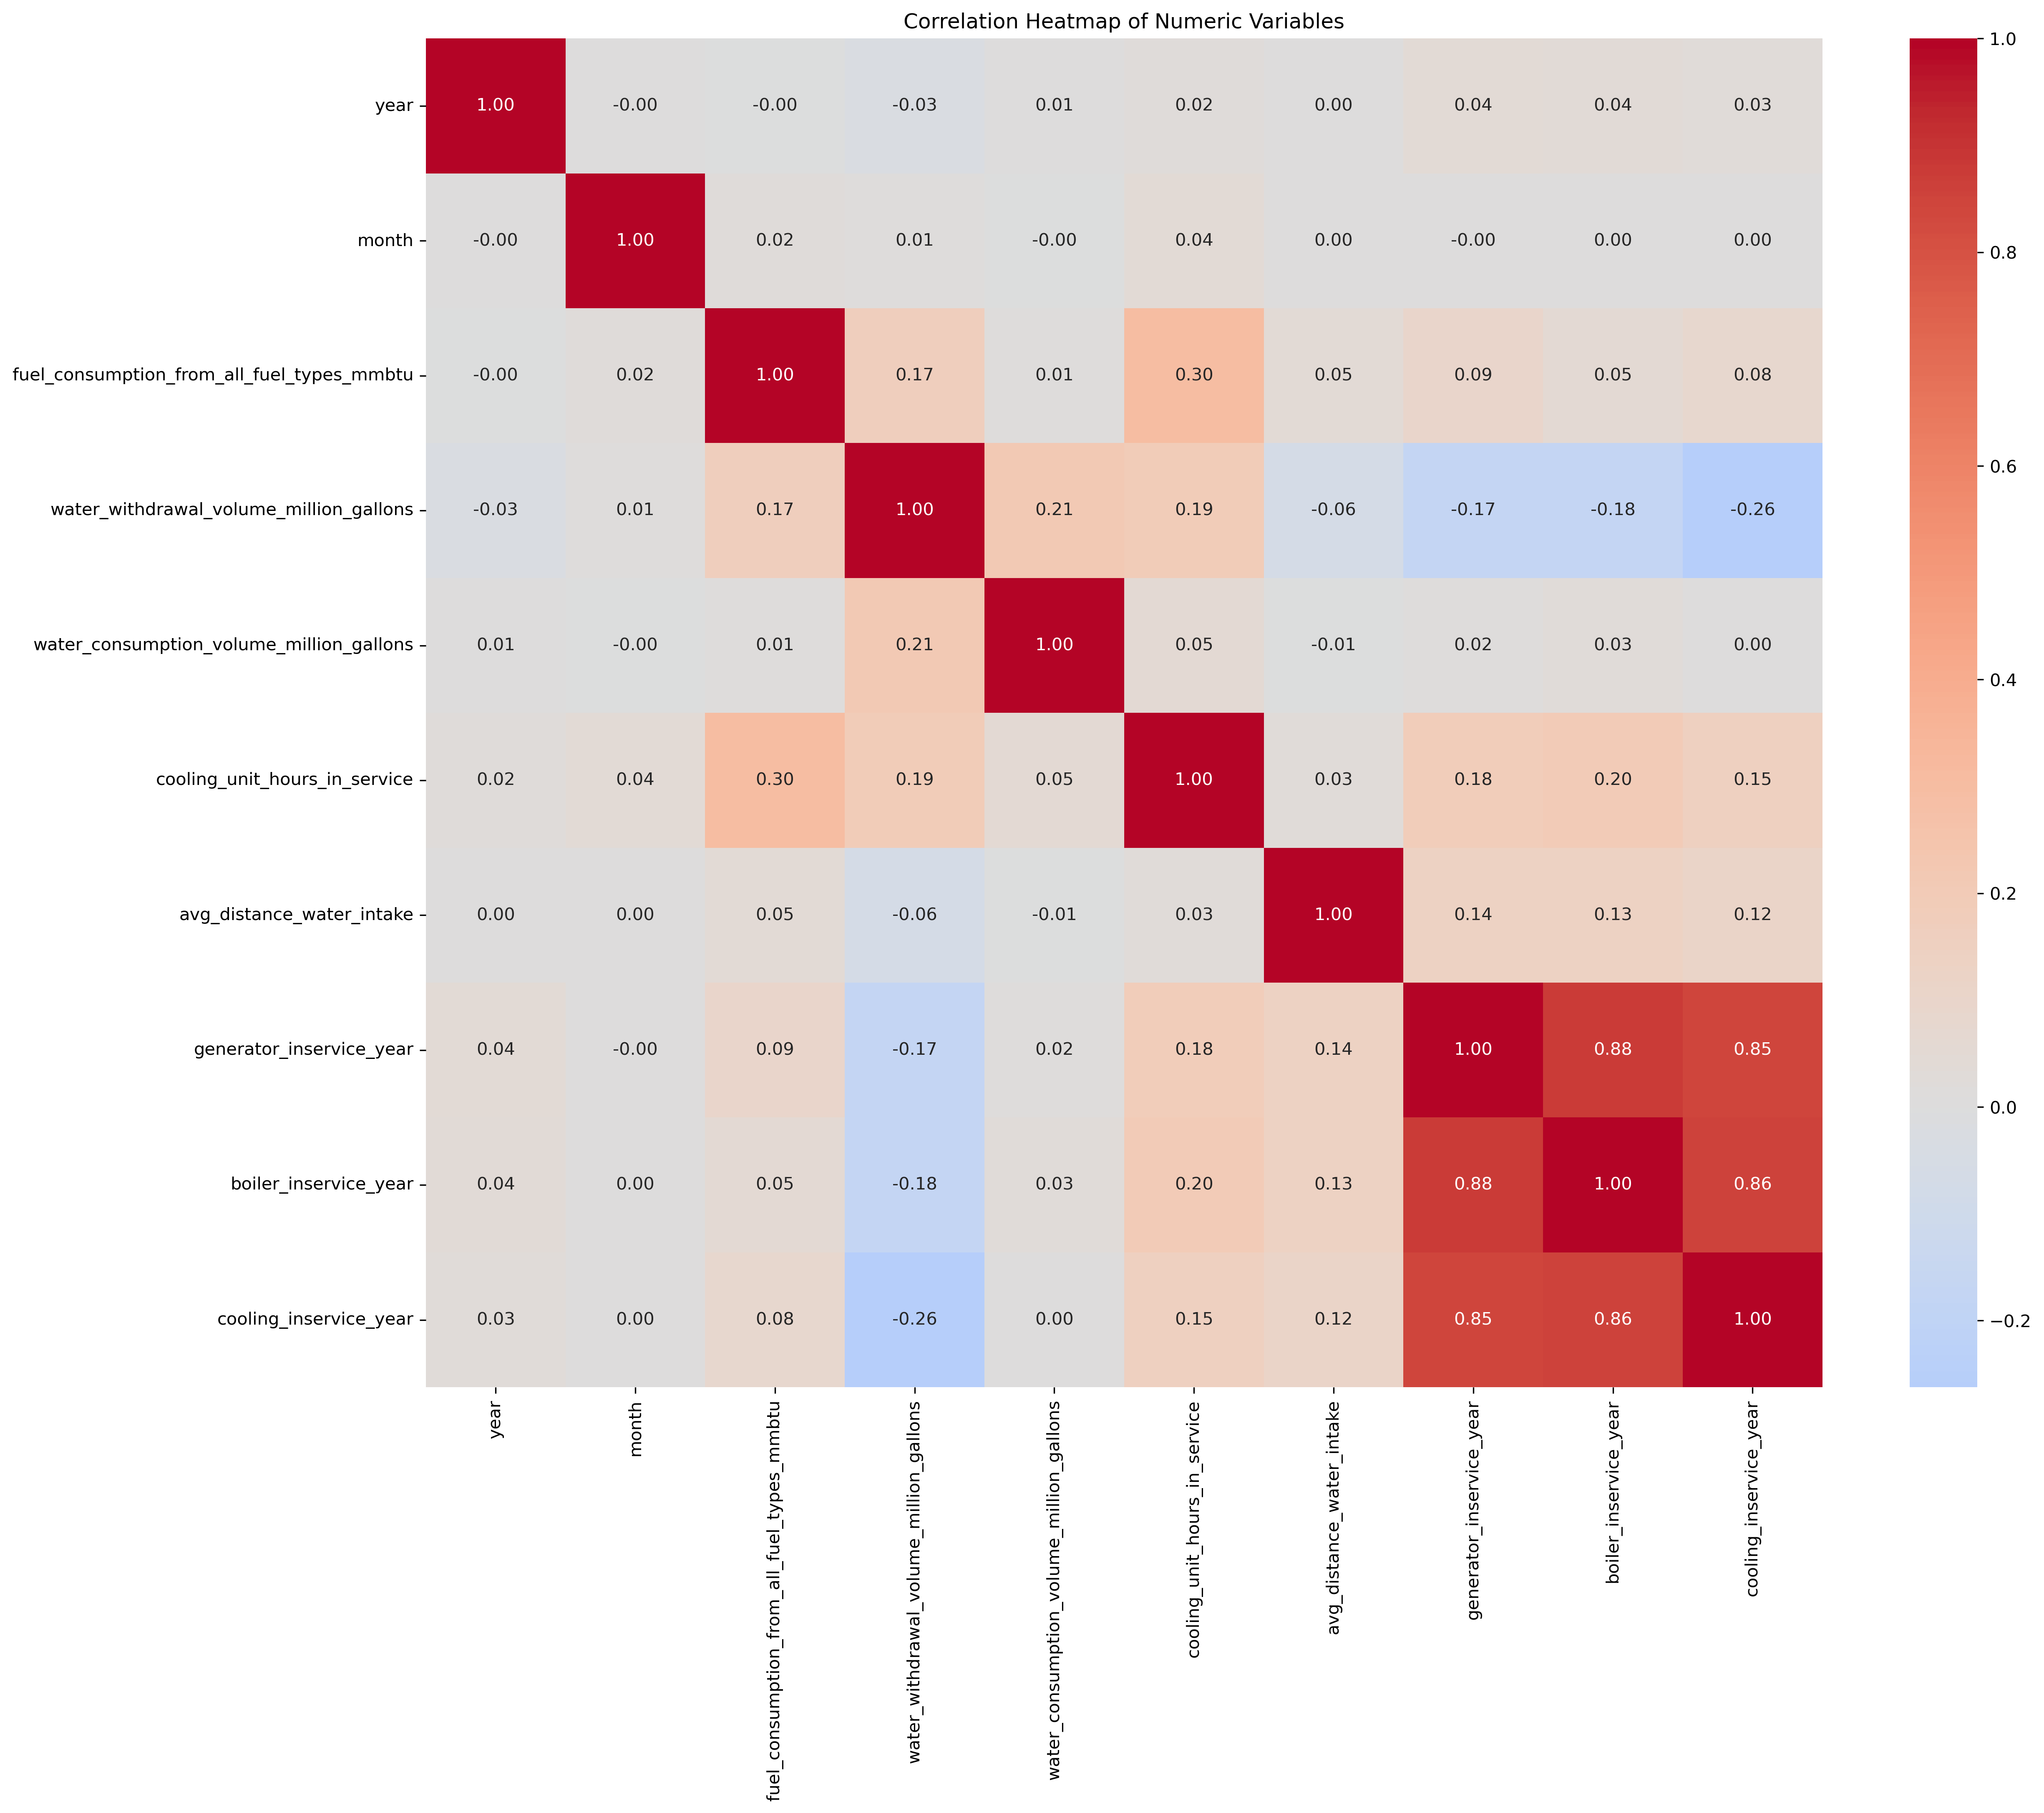 Correlation Heatmap of Numeric Variables
year 1.00 -0.00 -0.00 -0.03 0.01 0.02 0.00 0.04 0.04 0.03
month -0.00 1.00 0.02 0.01 -0.00 0.04 0.00 -0.00 0.00 0.00
fuel_consumption_from_all_fuel_types_mmbtu -0.00 0.02 1.00 0.17 0.01 0.30 0.05 0.09 0.05 0.08
water_withdrawal_volume_million_gallons -0.03 0.01 0.17 1.00 0.21 0.19 -0.06 -0.17 -0.18 -0.26
water_consumption_volume_million_gallons 0.01 -0.00 0.01 0.21 1.00 0.05 -0.01 0.02 0.03 0.00
cooling_unit_hours_in_service 0.02 0.04 0.30 0.19 0.05 1.00 0.03 0.18 0.20 0.15
avg_distance_water_intake 0.00 0.00 0.05 -0.06 -0.01 0.03 1.00 0.14 0.13 0.12
generator_inservice_year 0.04 -0.00 0.09 -0.17 0.02 0.18 0.14 1.00 0.88 0.85
boiler_inservice_year 0.04 0.00 0.05 -0.18 0.03 0.20 0.13 0.88 1.00 0.86
cooling_inservice_year 0.03 0.00 0.08 -0.26 0.00 0.15 0.12 0.85 0.86 1.00
year
month
fuel_consumption_from_all_fuel_types_mmbtu
water_withdrawal_volume_million_gallons
water_consumption_volume_million_gallons
cooling_unit_hours_in_service
avg_distance_water_intake
generator_inservice_year
boiler_inservice_year
cooling_inservice_year
1.0
0.8
0.6
0.4
0.2
0.0
−0.2